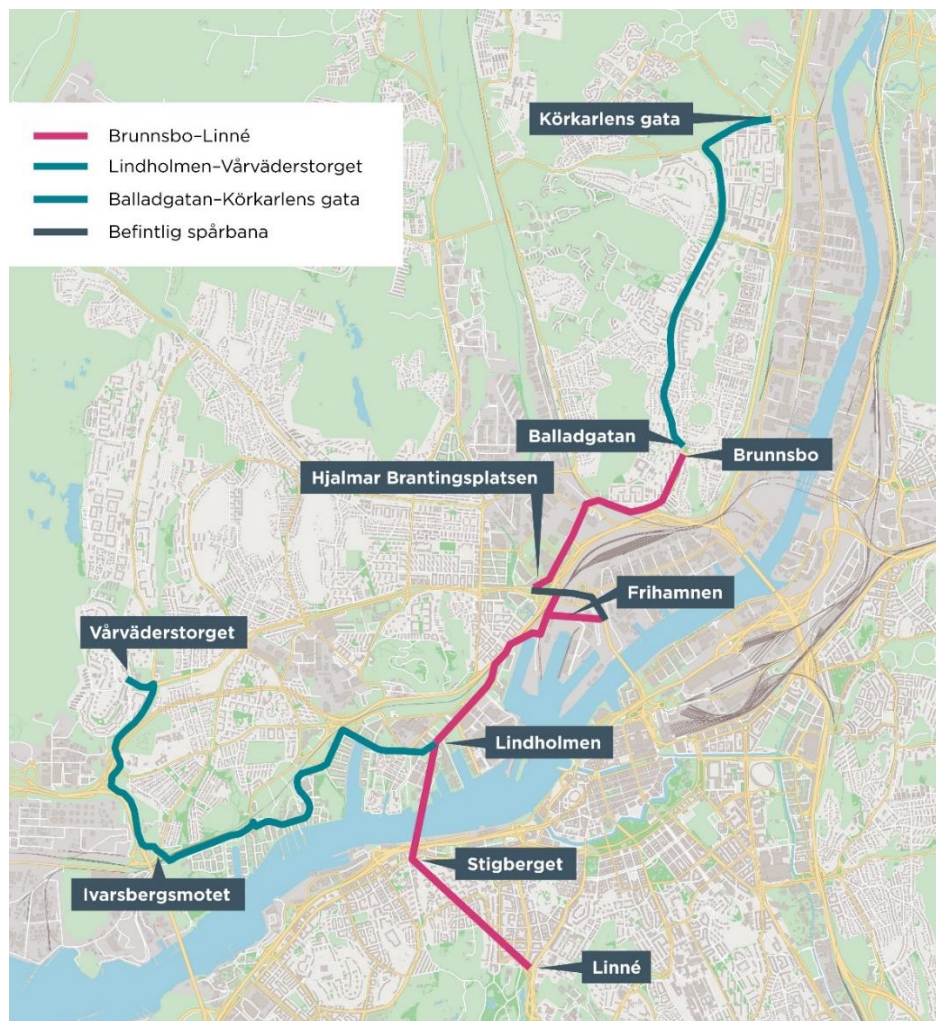 Brunnsbo–Linné
Lindholmen–Vårväderstorget
Balladgatan–Körkarlens gata
Befintlig spårbana
Körkarlens gata
Balladgatan
Brunnsbo
Hjalmar Brantingsplatsen
Frihamnen
Vårväderstorget
Lindholmen
Stigberget
Ivarsbergsmotet
Linné